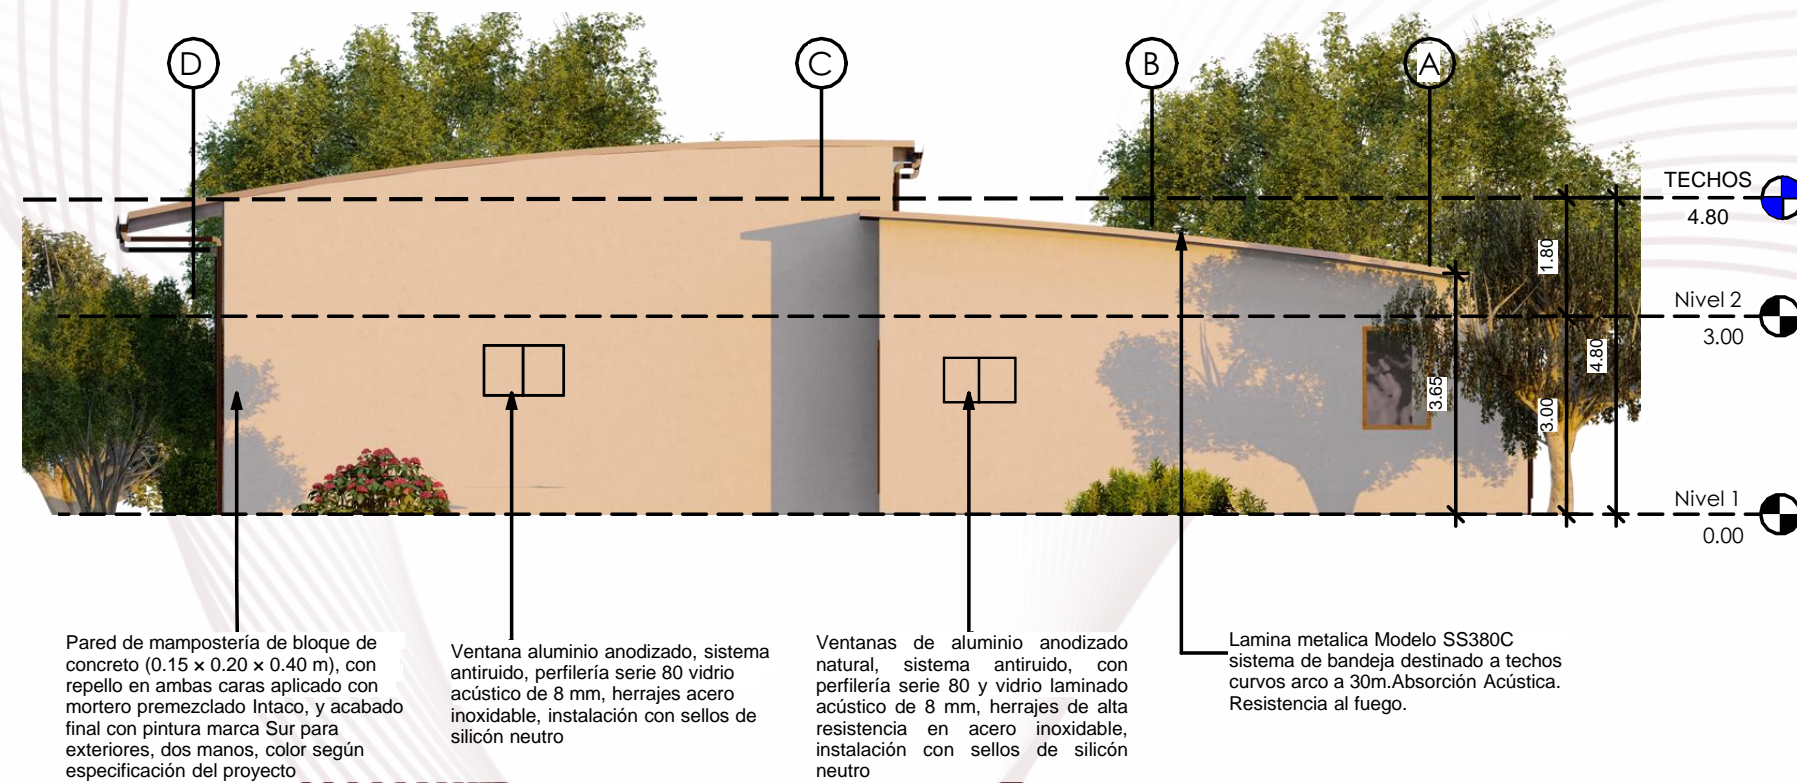 D
C
B
A
TECHOS
4.80
1.80
Nivel 2
3.00
4.80
3.65
3.00
Nivel 1
0.00
Pared de mampostería de bloque de
concreto (0.15 × 0.20 × 0.40 m), con
repello en ambas caras aplicado con
mortero premezclado Intaco, y acabado
final con pintura marca Sur para
exteriores, dos manos, color según
especificación del proyecto
Ventana aluminio anodizado, sistema
antiruido, perfilería serie 80 vidrio
acústico de 8 mm, herrajes acero
inoxidable, instalación con sellos de
silicón neutro
Ventanas de aluminio anodizado
natural, sistema antiruido, con
perfilería serie 80 y vidrio laminado
acústico de 8 mm, herrajes de alta
resistencia en acero inoxidable,
instalación con sellos de silicón
neutro
Lamina metalica Modelo SS380C
sistema de bandeja destinado a techos
curvos arco a 30m.Absorción Acústica.
Resistencia al fuego.